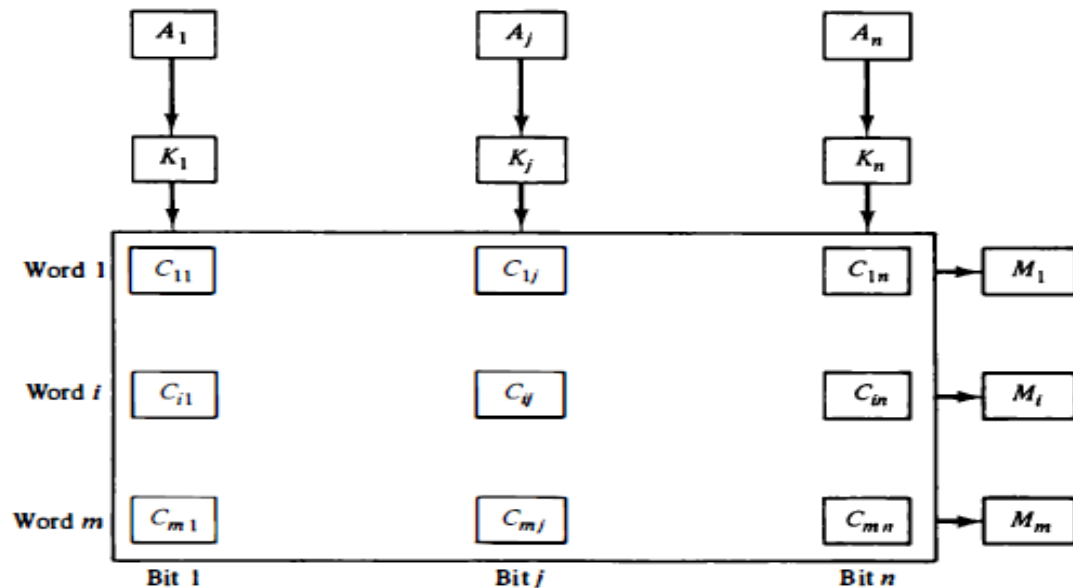 A₁ Aⱼ Aₙ
K₁ Kⱼ Kₙ
Word 1 C₁₁ C₁ⱼ C₁ₙ M₁
Word i Cᵢ₁ Cᵢⱼ Cᵢₙ Mᵢ
Word m Cₘ₁ Cₘⱼ Cₘₙ Mₘ
Bit 1 Bit j Bit n